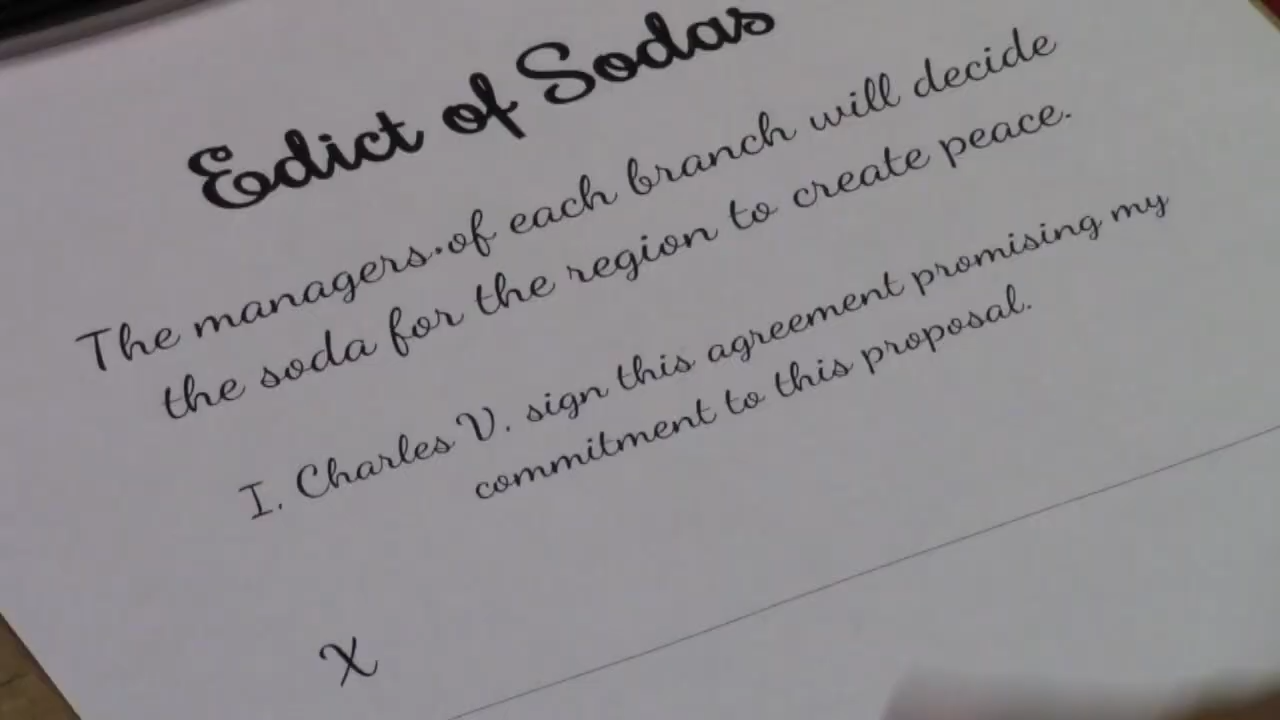 Edict of Sodas
The managers of each branch will decide
the soda for the region to create peace.
I. Charles V. sign this agreement promising my
commitment to this proposal.
X